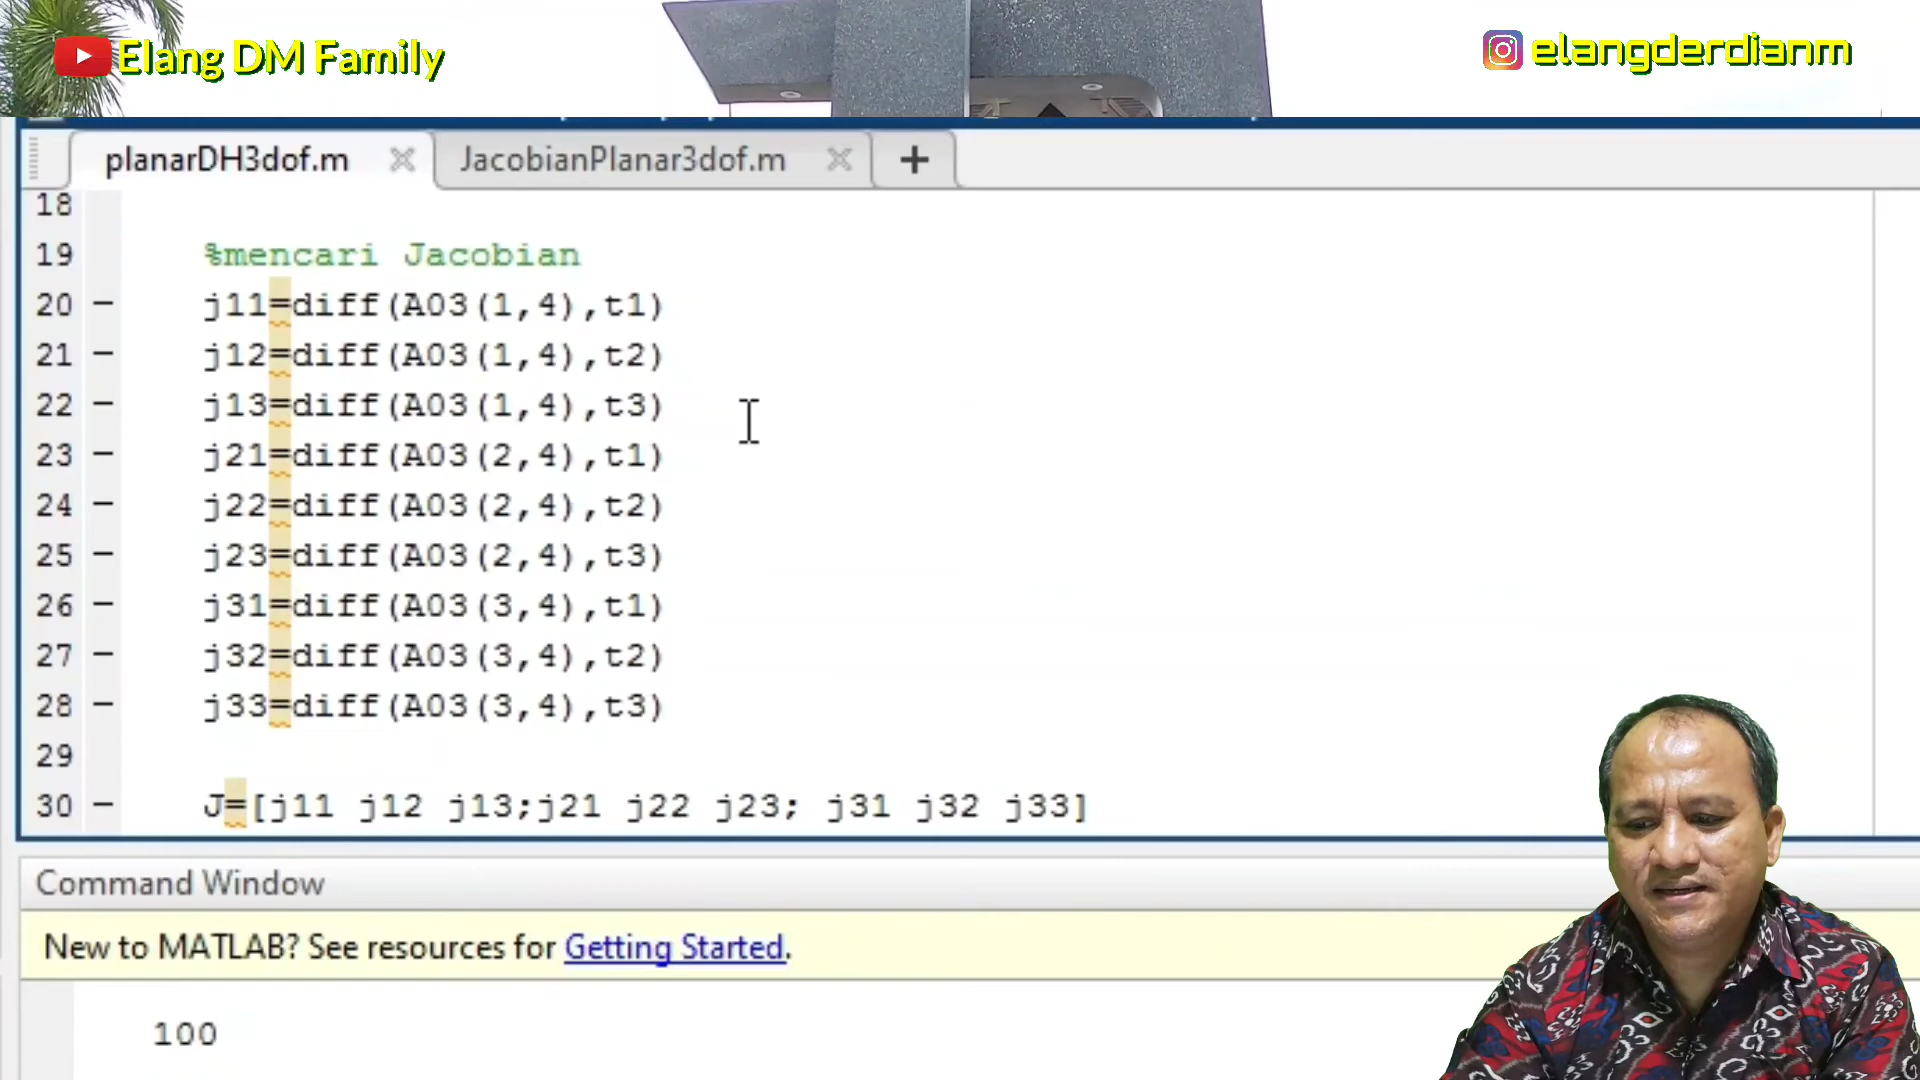 Elang DM Family
elangderdianm
planarDH3dof.m
JacobianPlanar3dof.m
18
19 %mencari Jacobian
20 – j11=diff(A03(1,4),t1)
21 – j12=diff(A03(1,4),t2)
22 – j13=diff(A03(1,4),t3)
23 – j21=diff(A03(2,4),t1)
24 – j22=diff(A03(2,4),t2)
25 – j23=diff(A03(2,4),t3)
26 – j31=diff(A03(3,4),t1)
27 – j32=diff(A03(3,4),t2)
28 – j33=diff(A03(3,4),t3)
29
30 – J=[j11 j12 j13;j21 j22 j23; j31 j32 j33]
Command Window
New to MATLAB? See resources for Getting Started.
100